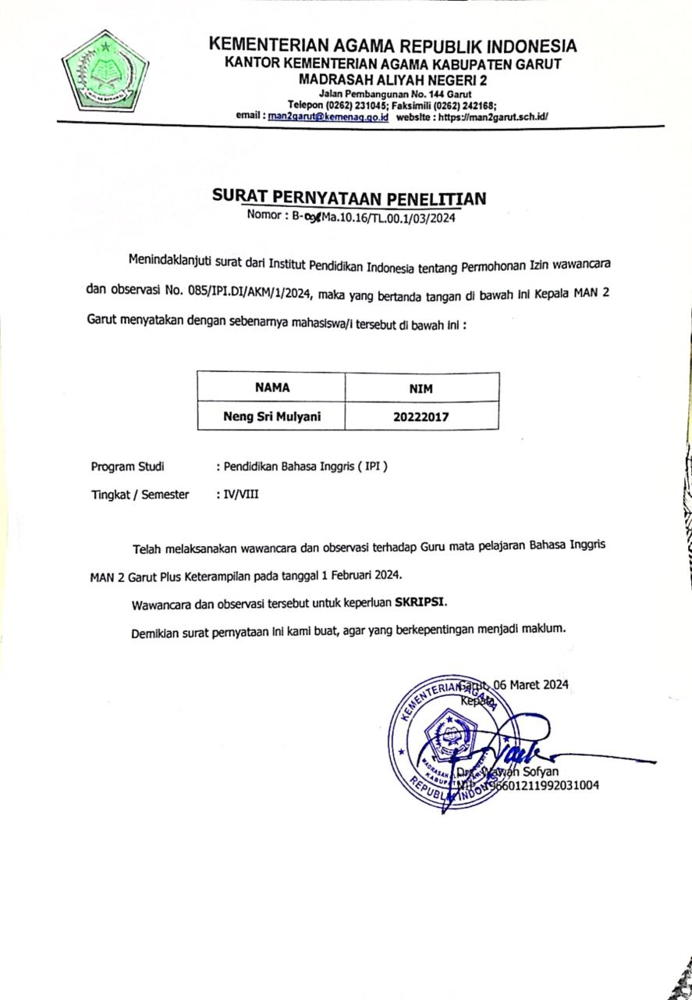 IKHLAS BERAMAL
KEMENTERIAN AGAMA REPUBLIK INDONESIA
KANTOR KEMENTERIAN AGAMA KABUPATEN GARUT
MADRASAH ALIYAH NEGERI 2
Jalan Pembangunan No. 144 Garut
Telepon (0262) 231045; Faksimili (0262) 242168;
email : man2garut@kemenag.go.id website : https://man2garut.sch.id/
SURAT PERNYATAAN PENELITIAN
Nomor : B- Ma.10.16/TL.00.1/03/2024
Menindaklanjuti surat dari Institut Pendidikan Indonesia tentang Permohonan Izin wawancara
dan observasi No. 085/IPI.DI/AKM/1/2024, maka yang bertanda tangan di bawah ini Kepala MAN 2
Garut menyatakan dengan sebenarnya mahasiswa/i tersebut di bawah ini :
NAMA NIM
Neng Sri Mulyani 20222017
Program Studi : Pendidikan Bahasa Inggris ( IPI )
Tingkat / Semester : IV/VIII
Telah melaksanakan wawancara dan observasi terhadap Guru mata pelajaran Bahasa Inggris
MAN 2 Garut Plus Keterampilan pada tanggal 1 Februari 2024.
Wawancara dan observasi tersebut untuk keperluan SKRIPSI.
Demikian surat pernyataan ini kami buat, agar yang berkepentingan menjadi maklum.
Garut, 06 Maret 2024
Kepala
KEMENTERIAN AGAMA
MADRASAH ALIYAH NEGERI
KABUPATEN GARUT
REPUBLIK INDONESIA
Drs. Wawan Sofyan
NIP. 196601211992031004